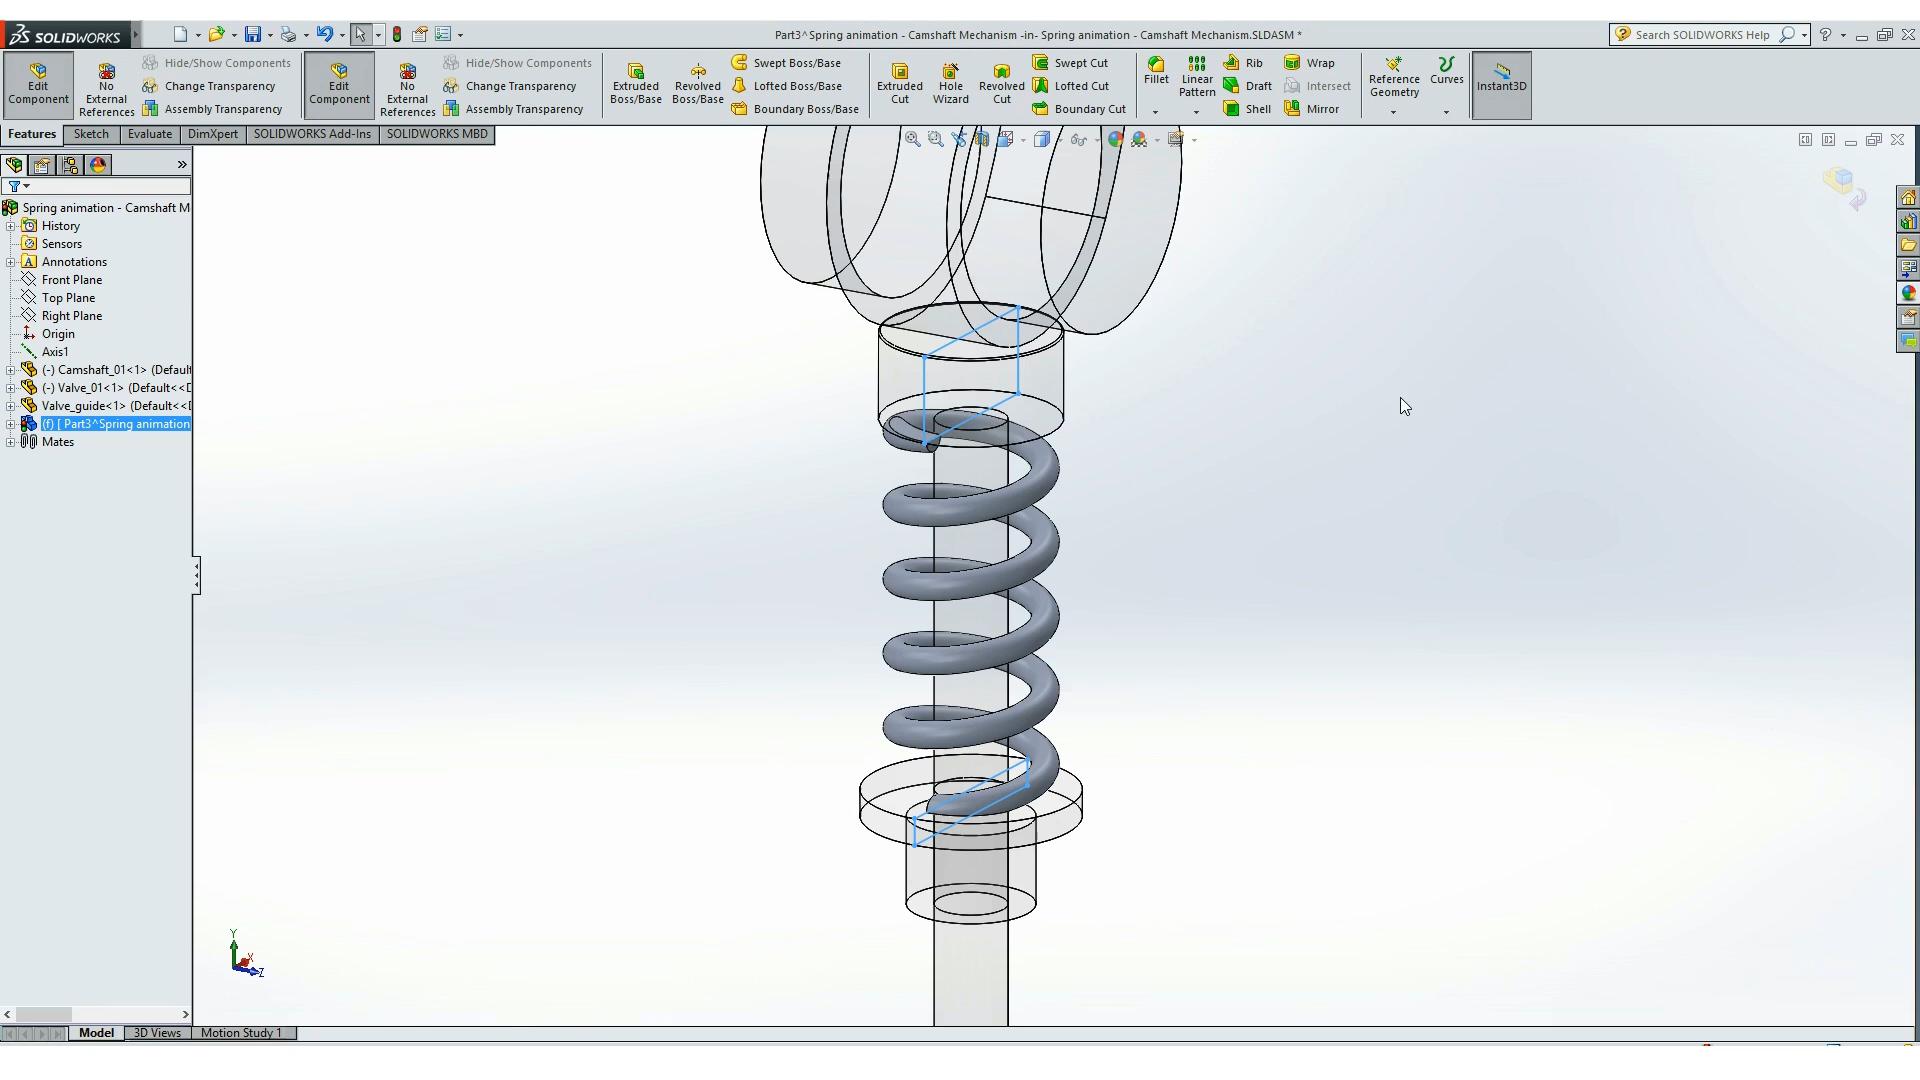 SOLIDWORKS
Part3^Spring animation - Camshaft Mechanism -in- Spring animation - Camshaft Mechanism.SLDASM *
Search SOLIDWORKS Help
Edit Component
No External References
Hide/Show Components
Change Transparency
Assembly Transparency
Edit Component
No External References
Hide/Show Components
Change Transparency
Assembly Transparency
Extruded Boss/Base
Revolved Boss/Base
Swept Boss/Base
Lofted Boss/Base
Boundary Boss/Base
Extruded Cut
Hole Wizard
Revolved Cut
Swept Cut
Lofted Cut
Boundary Cut
Fillet
Linear Pattern
Rib
Draft
Shell
Wrap
Intersect
Mirror
Reference Geometry
Curves
Instant3D
Features Sketch Evaluate DimXpert SOLIDWORKS Add-Ins SOLIDWORKS MBD
Spring animation - Camshaft M
History
Sensors
Annotations
Front Plane
Top Plane
Right Plane
Origin
Axis1
(-) Camshaft_01<1> (Default
(-) Valve_01<1> (Default<<D
Valve_guide<1> (Default<<D
(f) [ Part3^Spring animation
Mates
Y
X
Z
Model 3D Views Motion Study 1